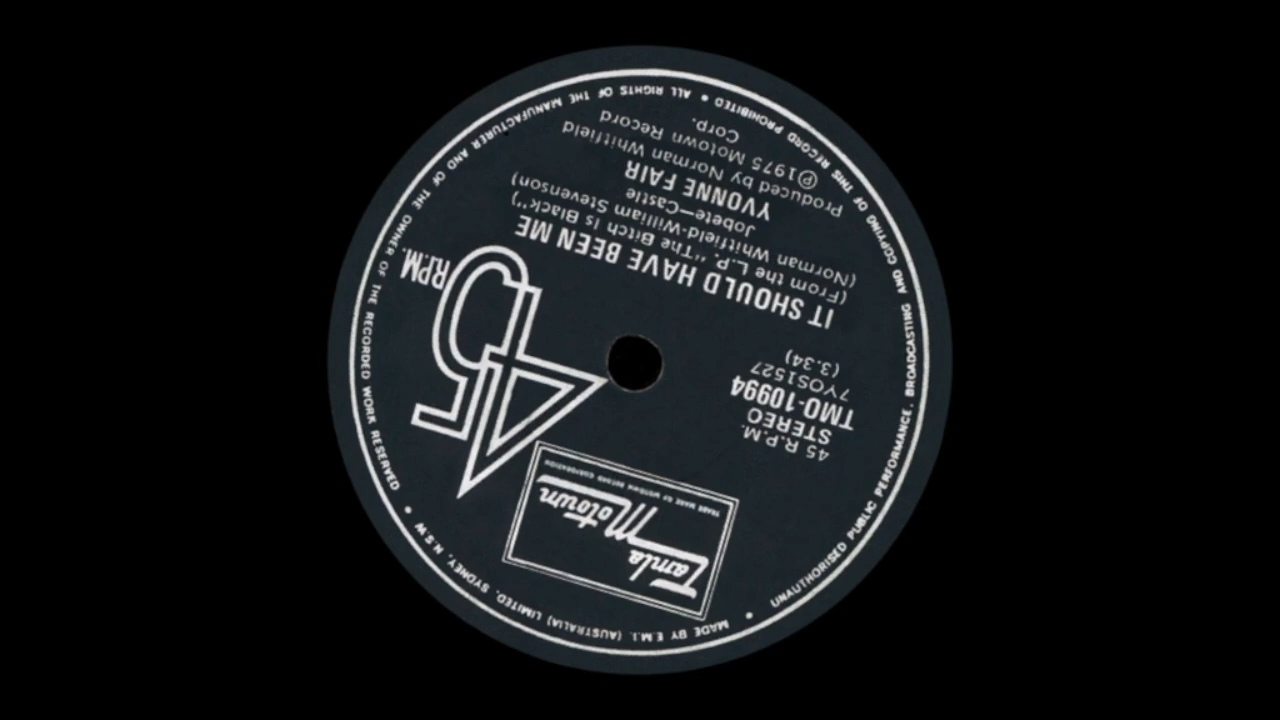 Tamla
Motown
TRADE MARK OF MOTOWN RECORD CORPORATION
45 R.P.M.
STEREO
TMO-10994
7YOS1527
(3.34)
45 R.P.M.
IT SHOULD HAVE BEEN ME
(From the L.P. "The Bitch Is Black")
(Norman Whitfield-William Stevenson)
Jobete—Castle
YVONNE FAIR
Produced by Norman Whitfield
℗1975 Motown Record
Corp.
MADE BY E.M.I. (AUSTRALIA) LIMITED, SYDNEY, N.S.W. • ALL RIGHTS OF THE MANUFACTURER AND OF THE OWNER OF THE RECORDED WORK RESERVED • UNAUTHORISED PUBLIC PERFORMANCE, BROADCASTING AND COPYING OF THIS RECORD PROHIBITED •